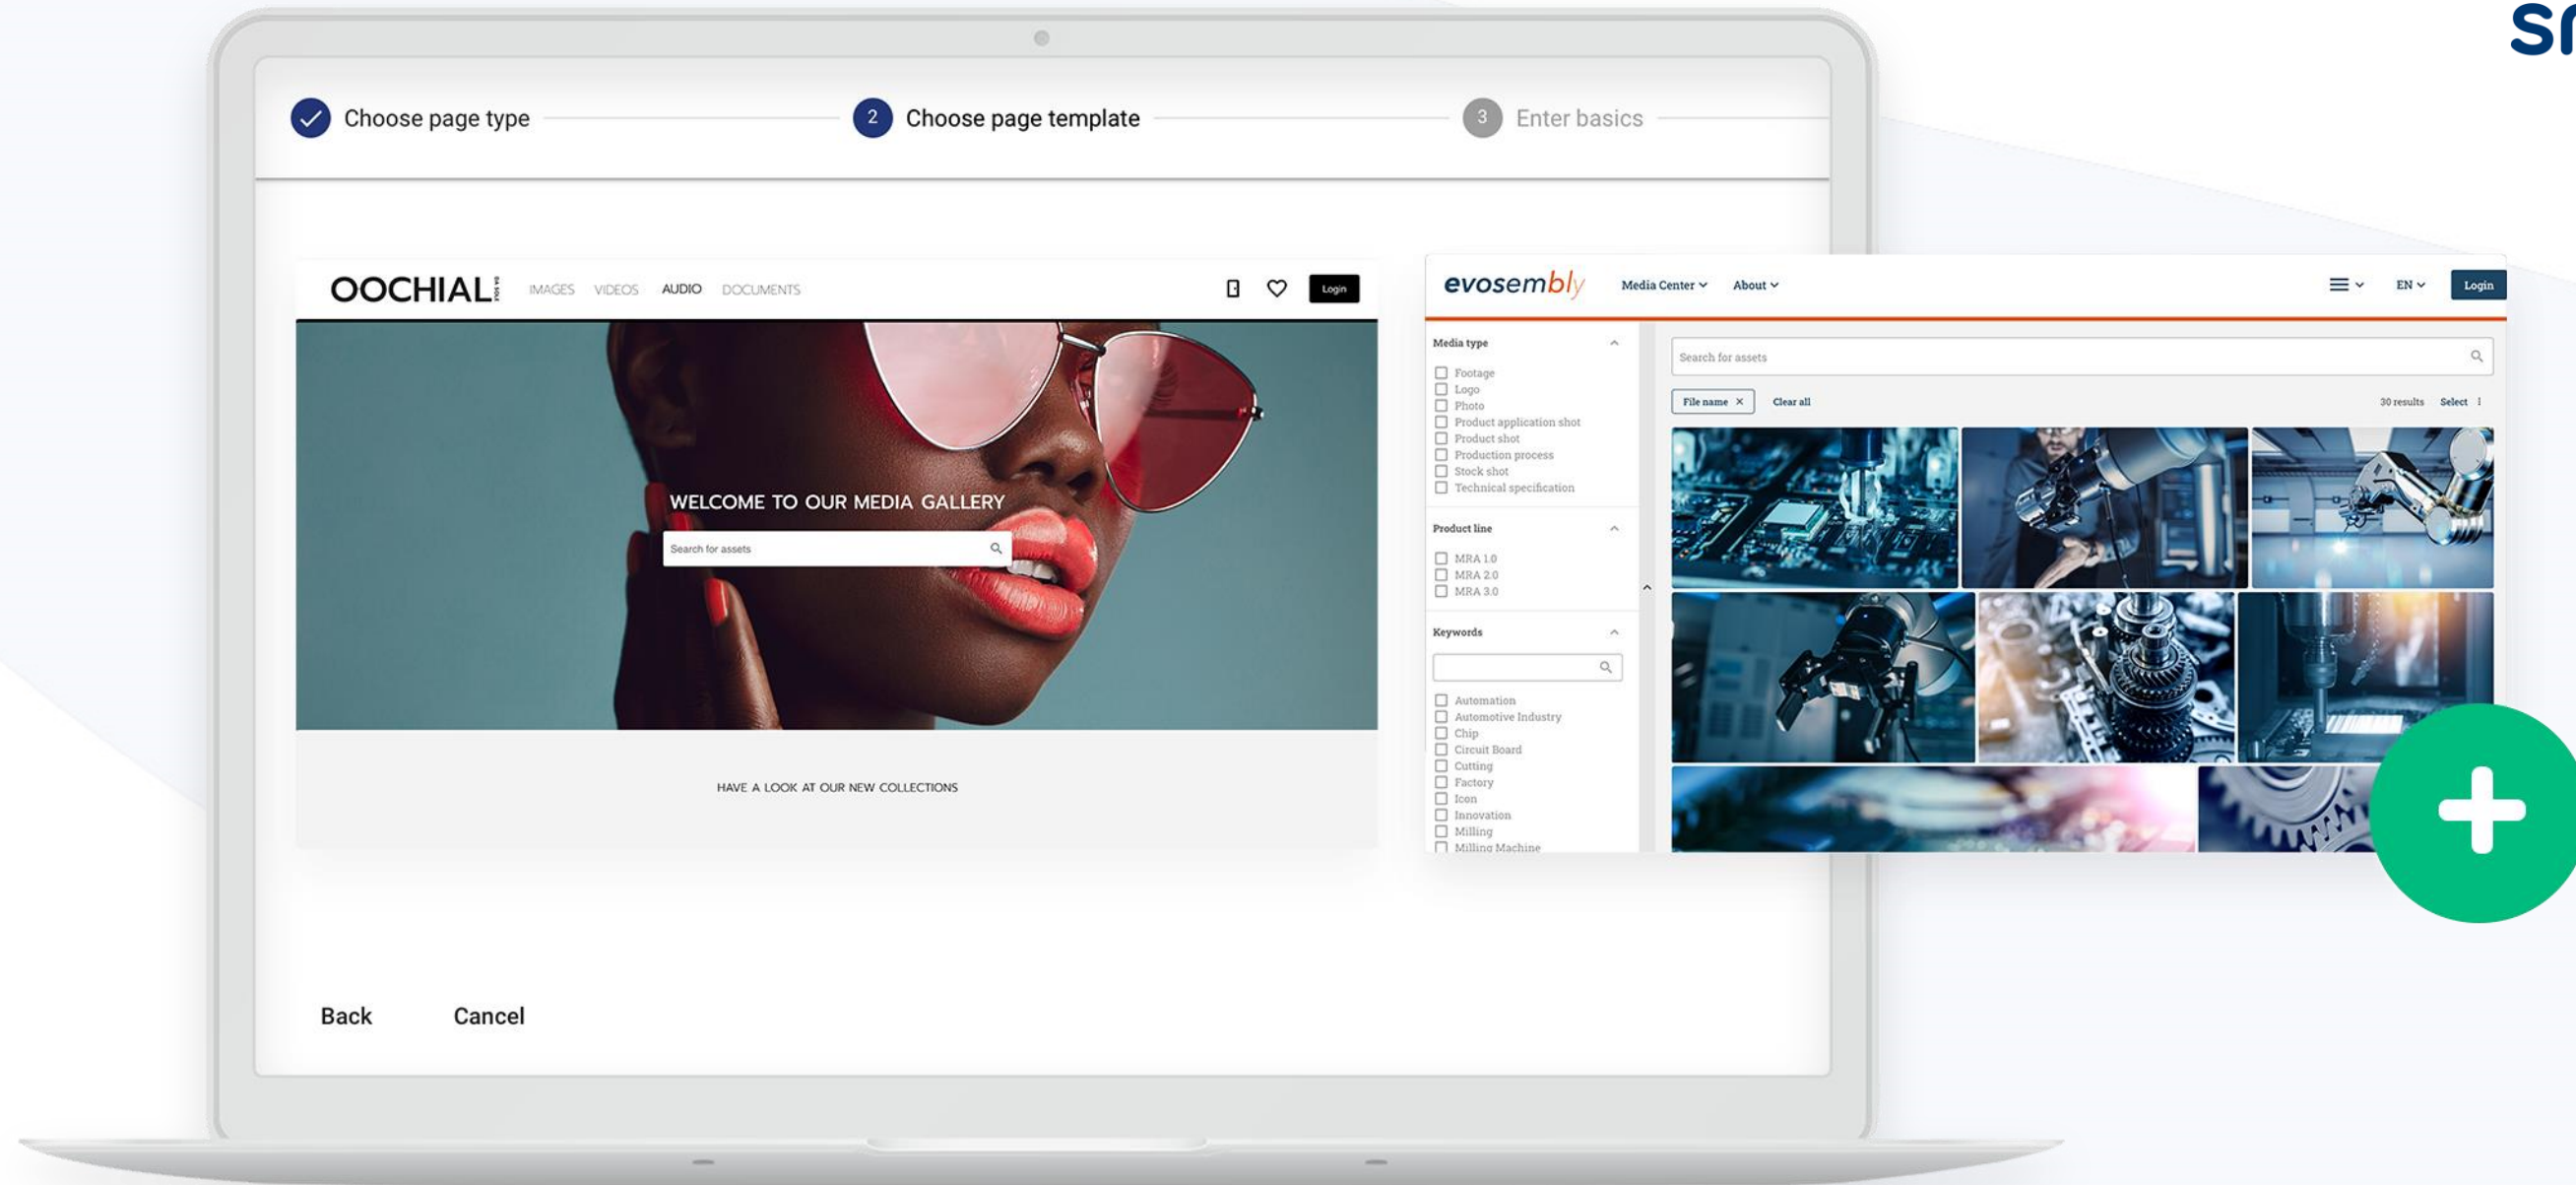 sm
Choose page type
2 Choose page template
3 Enter basics
OOCHIAL DA SOLE IMAGES VIDEOS AUDIO DOCUMENTS Login
WELCOME TO OUR MEDIA GALLERY
Search for assets
HAVE A LOOK AT OUR NEW COLLECTIONS
evosembly Media Center About EN Login
Media type
Footage
Logo
Photo
Product application shot
Product shot
Production process
Stock shot
Technical specification
Product line
MRA 1.0
MRA 2.0
MRA 3.0
Keywords
Automation
Automotive Industry
Chip
Circuit Board
Cutting
Factory
Icon
Innovation
Milling
Milling Machine
Search for assets
File name × Clear all 30 results Select
Back Cancel